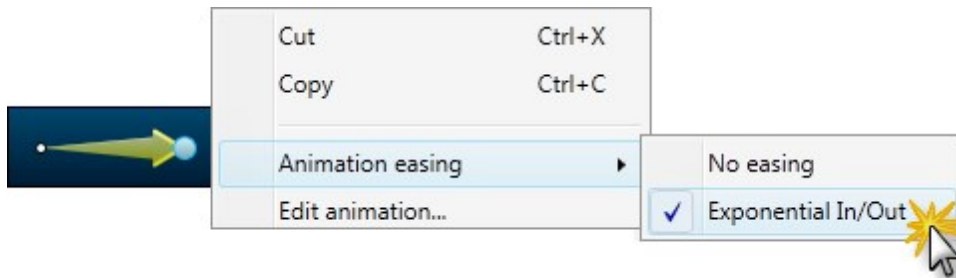 Cut Ctrl+X
Copy Ctrl+C
Animation easing
No easing
Edit animation...
Exponential In/Out